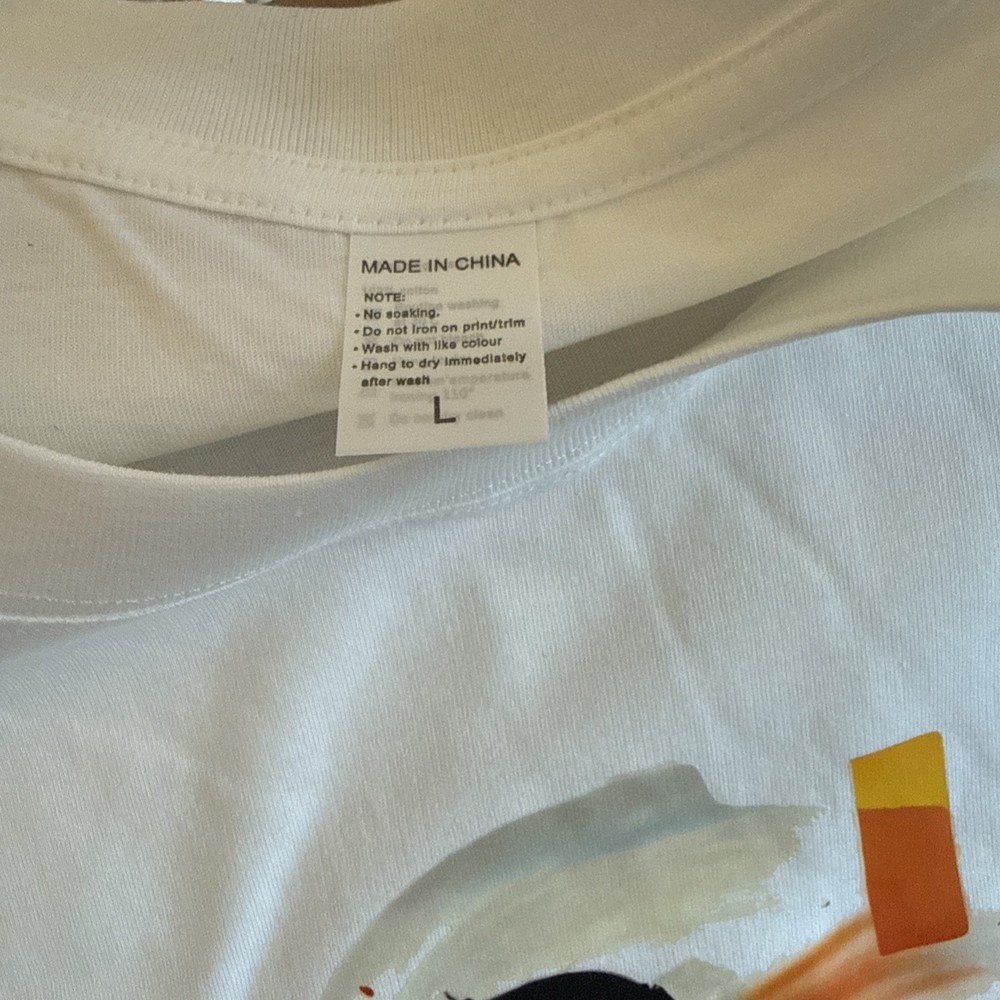 MADE IN CHINA
NOTE:
• No soaking.
• Do not iron on print/trim
• Wash with like colour
• Hang to dry immediately
after wash
L